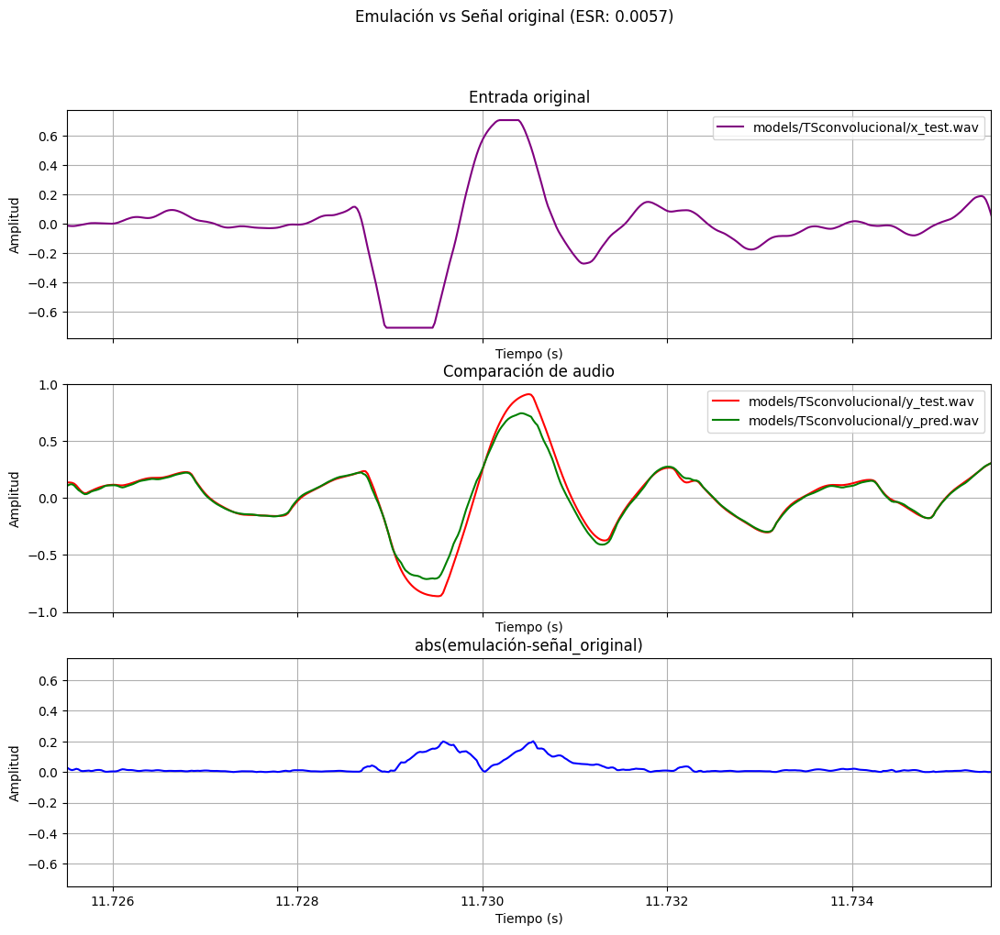 Emulación vs Señal original (ESR: 0.0057)
Entrada original
models/TSconvolucional/x_test.wav
Amplitud
0.6
0.4
0.2
0.0
−0.2
−0.4
−0.6
Tiempo (s)
Comparación de audio
models/TSconvolucional/y_test.wav
models/TSconvolucional/y_pred.wav
Amplitud
1.0
0.5
0.0
−0.5
−1.0
Tiempo (s)
abs(emulación-señal_original)
Amplitud
0.6
0.4
0.2
0.0
−0.2
−0.4
−0.6
11.726 11.728 11.730 11.732 11.734
Tiempo (s)